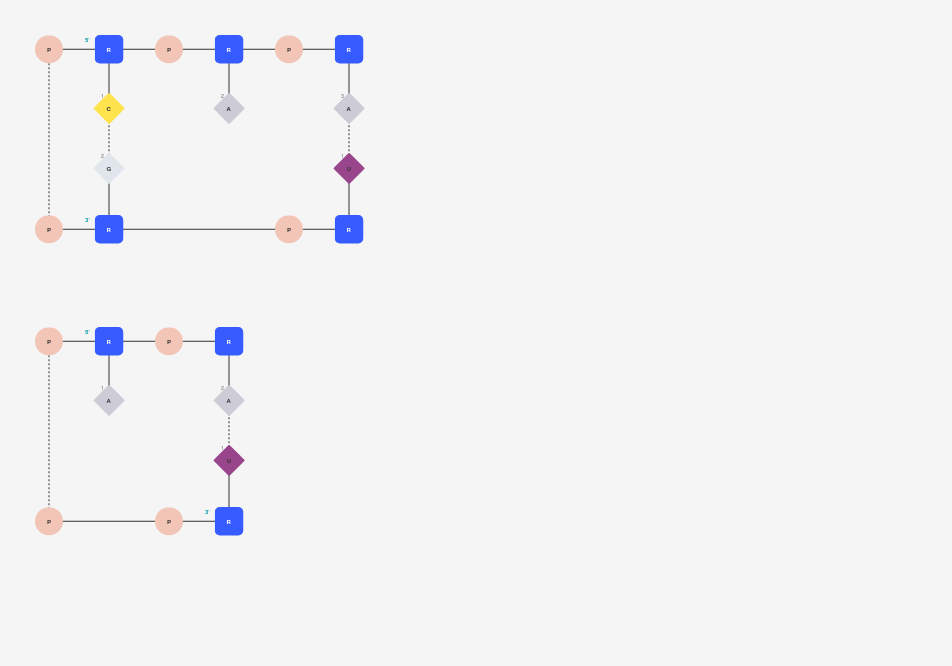 5'
P R P R P R
1 2 3
C A A
2 1
G U
3'
P R P R
5'
P R P R
1 2
A A
1
U
3'
P P R